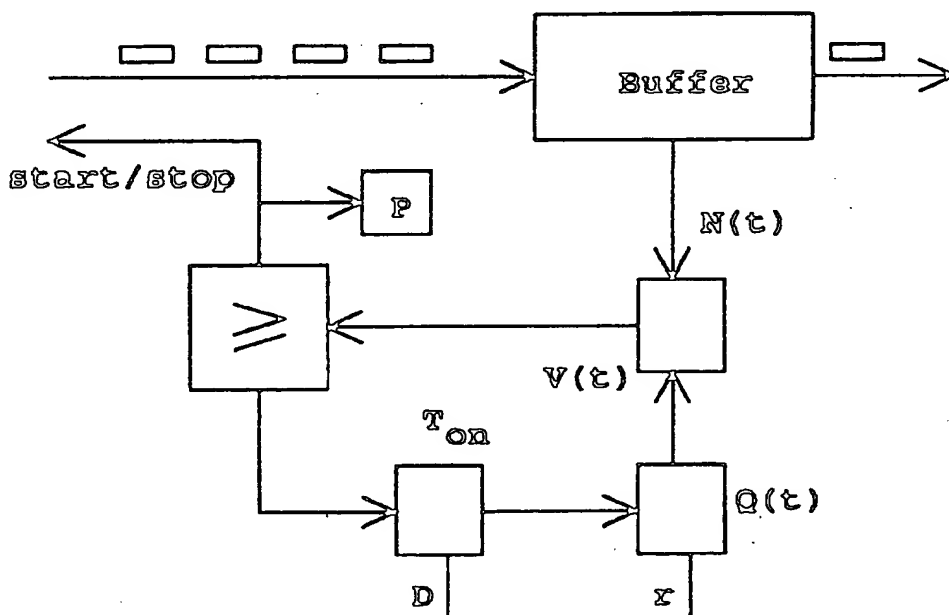 Buffer
start/stop
P
N(t)
≥
V(t)
Ton
Q(t)
D
r